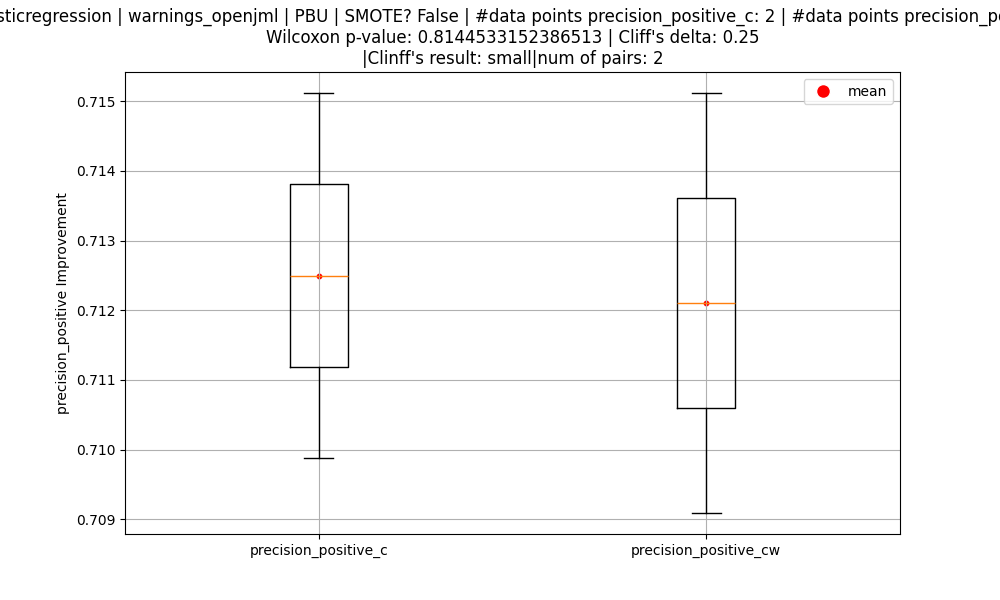 | warnings_openjml | PBU | SMOTE? False | #data points precision_positive_c: 2 | #data points
Wilcoxon p-value: 0.8144533152386513 | Cliff's delta: 0.25
|Clinff's result: small|num of pairs: 2
mean
0.715
0.714
0.713
0.712
0.711
0.710
0.709
precision_positive Improvement
precision_positive_c
precision_positive_cw